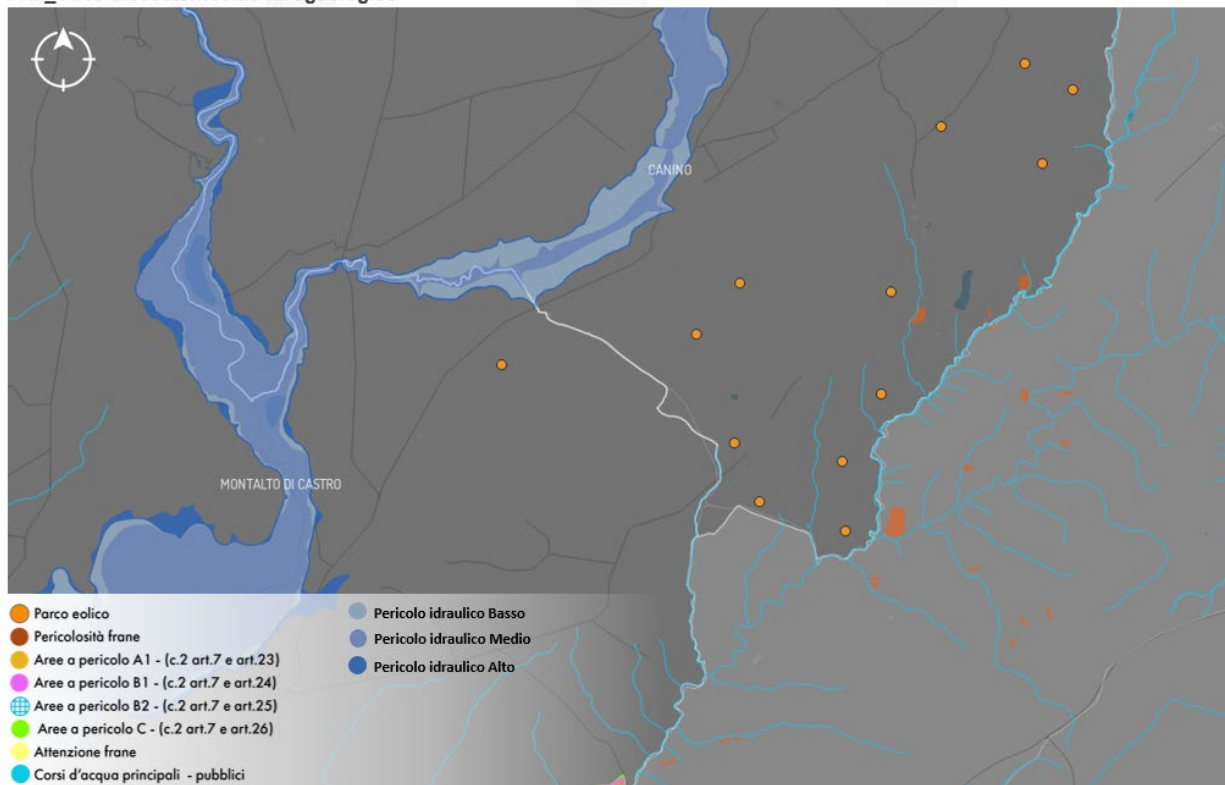 CANINO
MONTALTO DI CASTRO
Parco eolico
Pericolosità frane
Aree a pericolo A1 - (c.2 art.7 e art.23)
Aree a pericolo B1 - (c.2 art.7 e art.24)
Aree a pericolo B2 - (c.2 art.7 e art.25)
Aree a pericolo C - (c.2 art.7 e art.26)
Attenzione frane
Corsi d'acqua principali - pubblici
Pericolo idraulico Basso
Pericolo idraulico Medio
Pericolo idraulico Alto